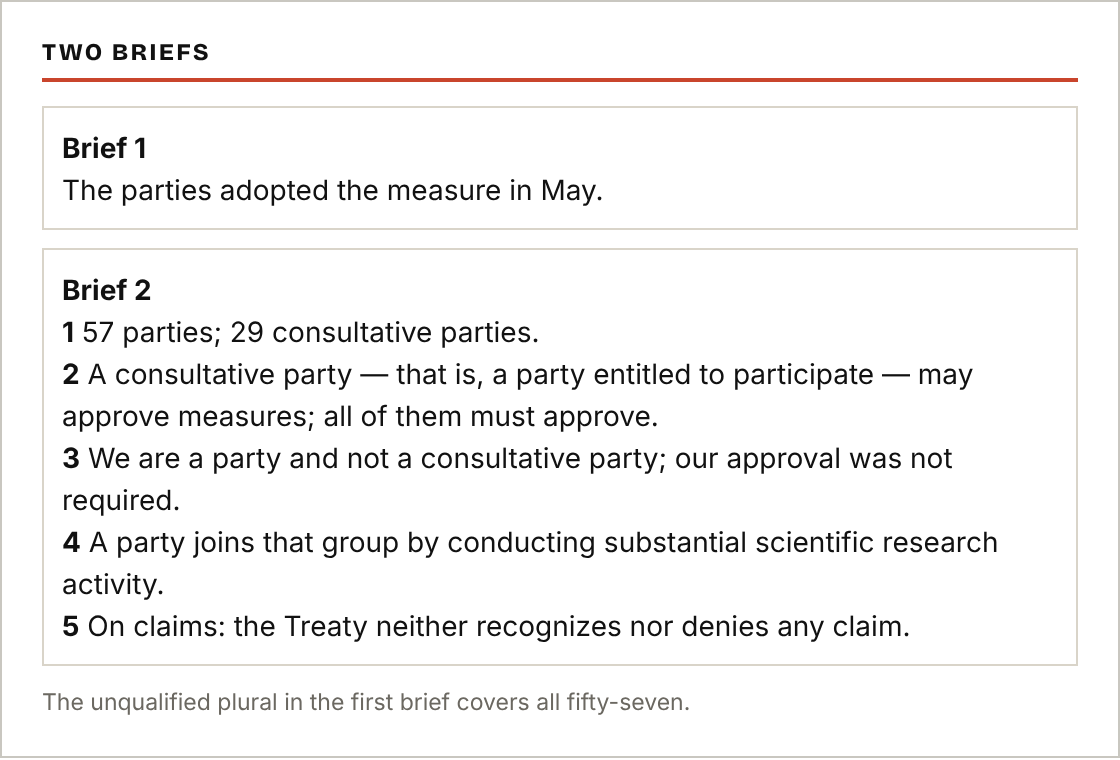 TWO BRIEFS
Brief 1
The parties adopted the measure in May.
Brief 2
1 57 parties; 29 consultative parties.
2 A consultative party — that is, a party entitled to participate — may
approve measures; all of them must approve.
3 We are a party and not a consultative party; our approval was not
required.
4 A party joins that group by conducting substantial scientific research
activity.
5 On claims: the Treaty neither recognizes nor denies any claim.
The unqualified plural in the first brief covers all fifty-seven.